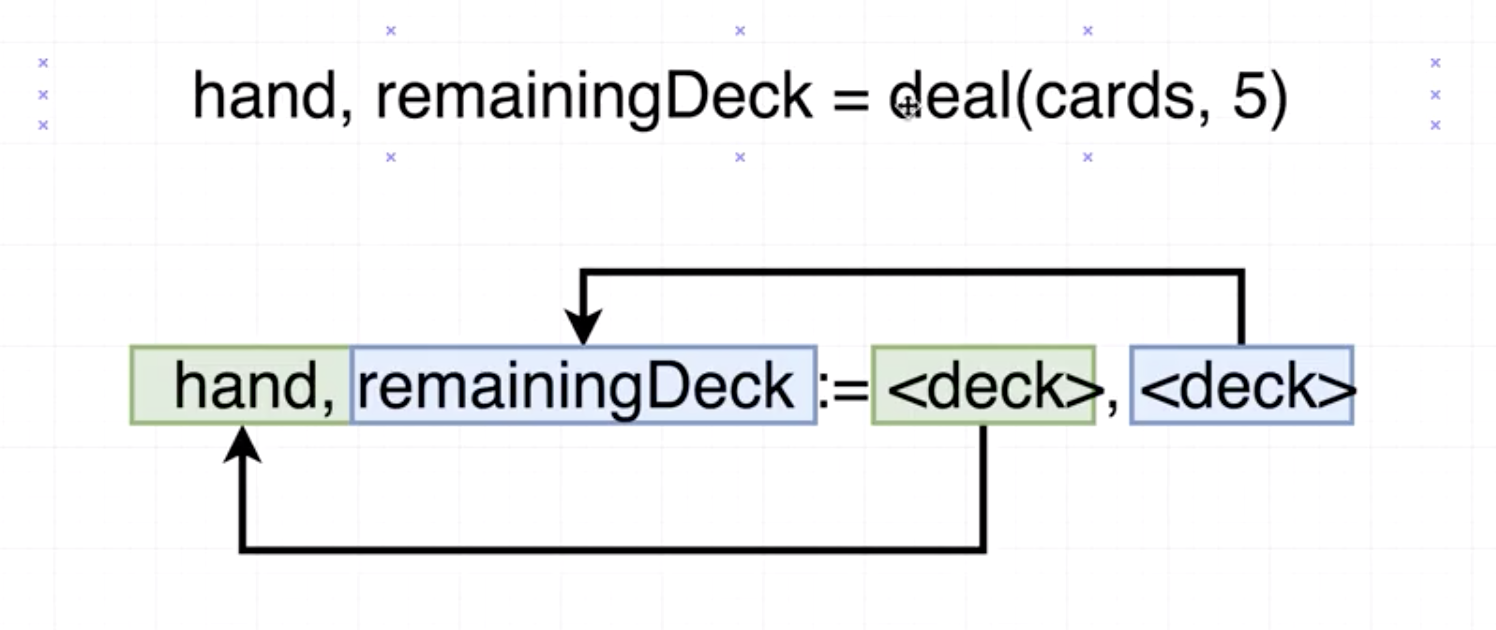 hand, remainingDeck = deal(cards, 5)
hand, remainingDeck := <deck>, <deck>